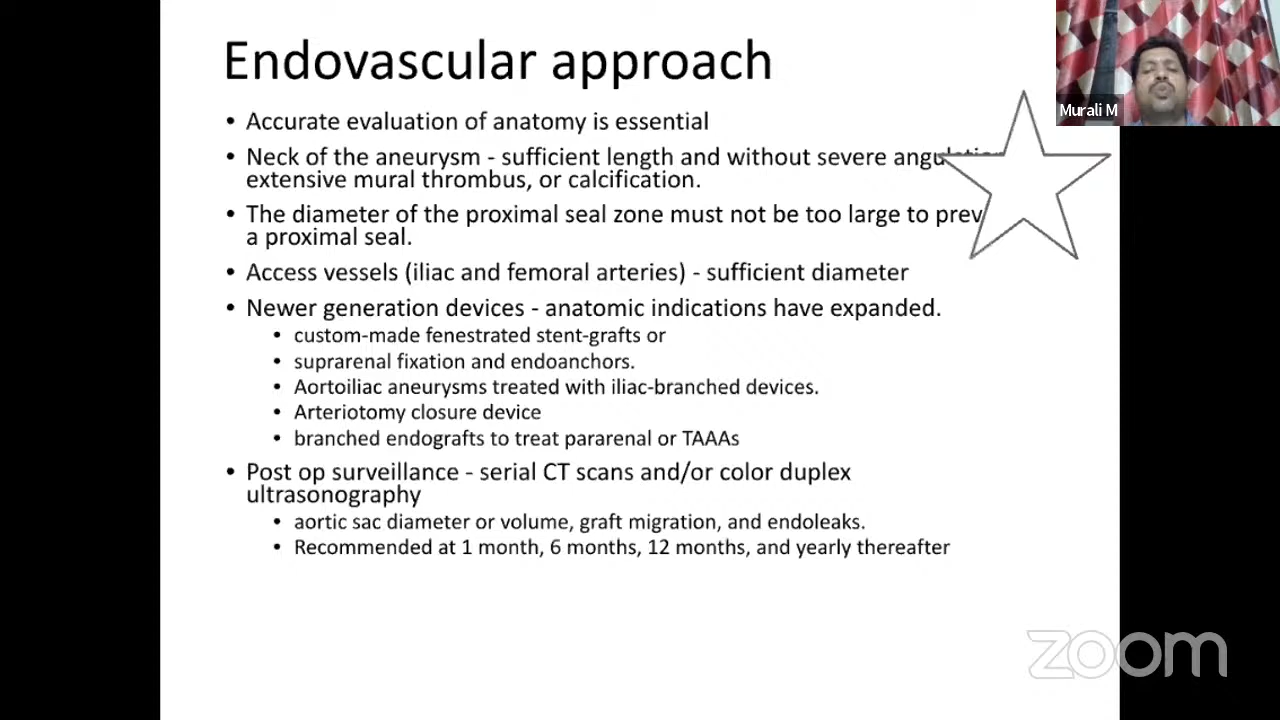 Endovascular approach
• Accurate evaluation of anatomy is essential
• Neck of the aneurysm - sufficient length and without severe
extensive mural thrombus, or calcification.
• The diameter of the proximal seal zone must not be too large to
a proximal seal.
• Access vessels (iliac and femoral arteries) - sufficient diameter
• Newer generation devices - anatomic indications have expanded.
• custom-made fenestrated stent-grafts or
• suprarenal fixation and endoanchors.
• Aortoiliac aneurysms treated with iliac-branched devices.
• Arteriotomy closure device
• branched endografts to treat pararenal or TAAAs
• Post op surveillance - serial CT scans and/or color duplex
ultrasonography
• aortic sac diameter or volume, graft migration, and endoleaks.
• Recommended at 1 month, 6 months, 12 months, and yearly thereafter
Murali M
zoom